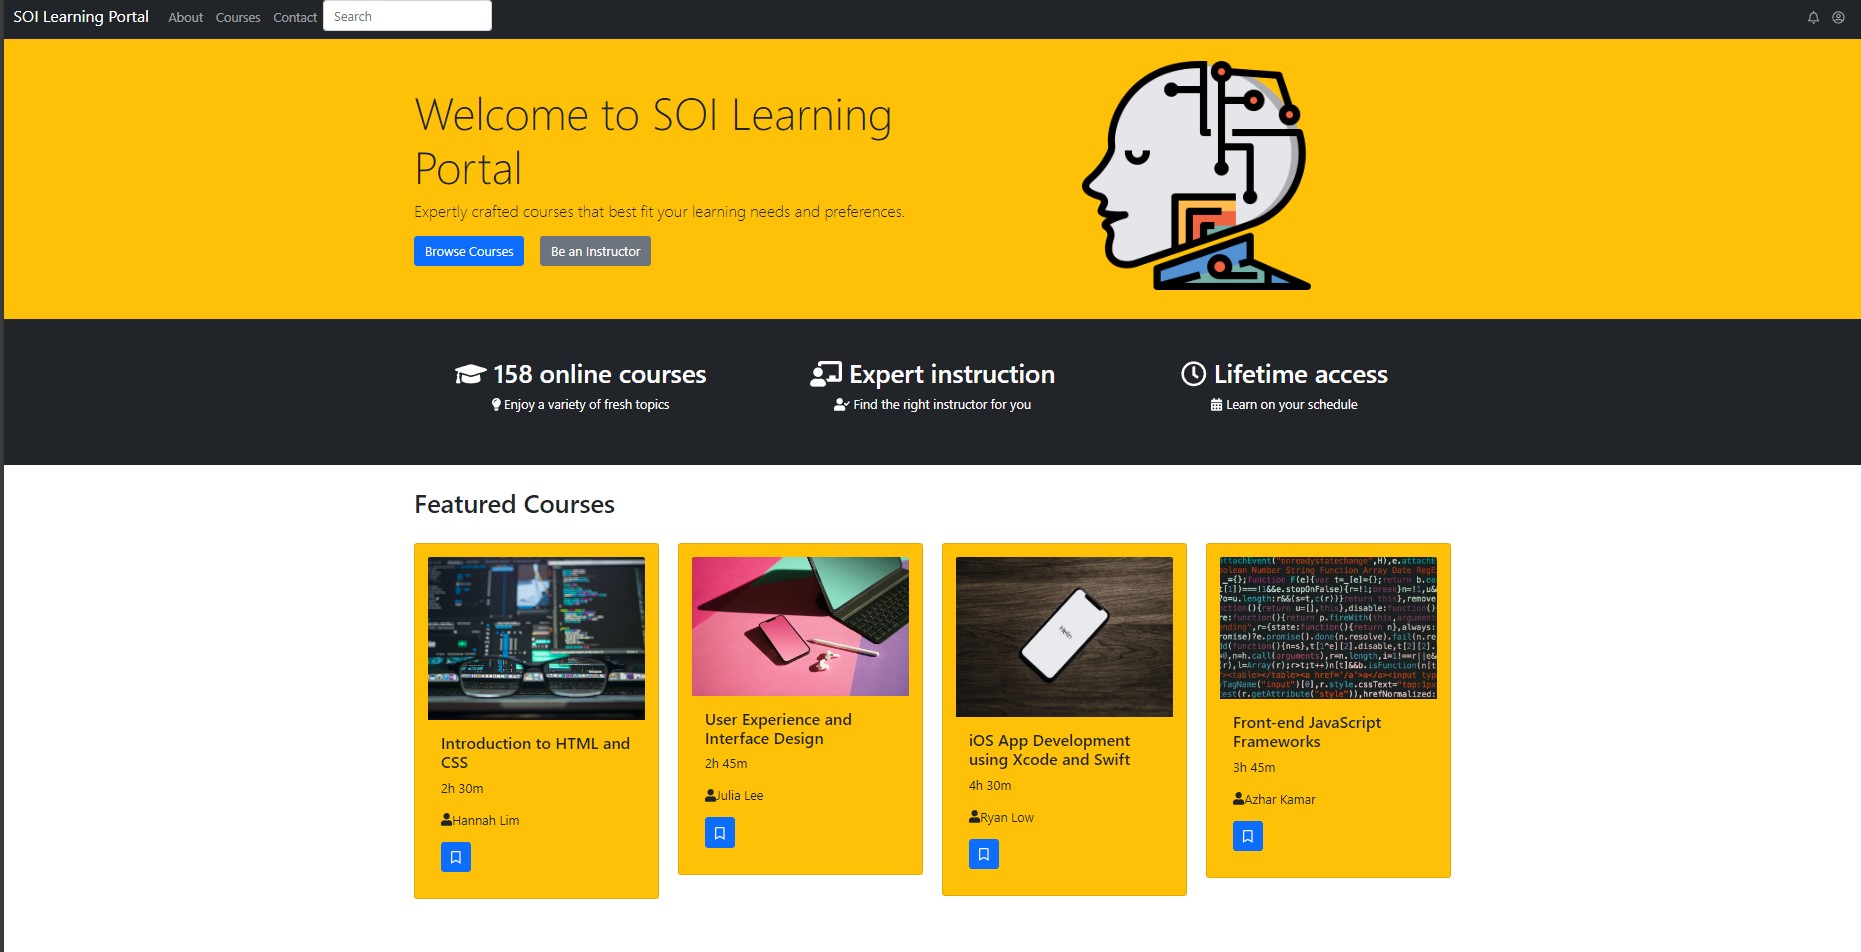 SOI Learning Portal About Courses Contact Search
Welcome to SOI Learning
Portal
Expertly crafted courses that best fit your learning needs and preferences.
Browse Courses Be an Instructor
158 online courses
Enjoy a variety of fresh topics
Expert instruction
Find the right instructor for you
Lifetime access
Learn on your schedule
Featured Courses
Introduction to HTML and
CSS
2h 30m
Hannah Lim
User Experience and
Interface Design
2h 45m
Julia Lee
Hello
iOS App Development
using Xcode and Swift
4h 30m
Ryan Low
Front-end JavaScript
Frameworks
3h 45m
Azhar Kamar